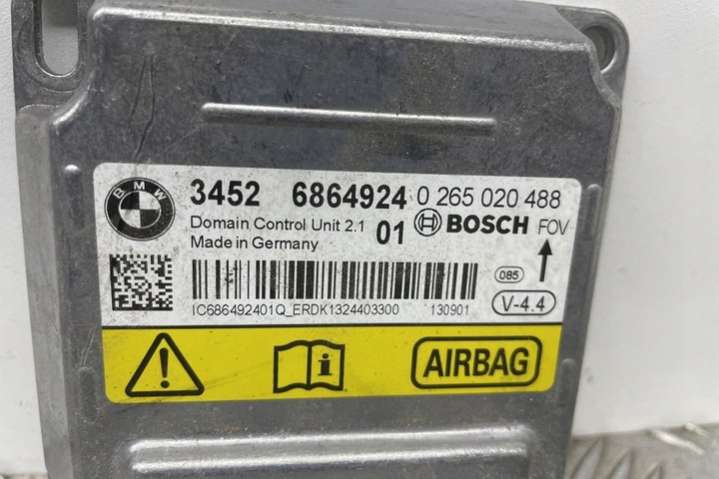 BMW
3452 6864924 0 265 020 488
Domain Control Unit 2.1 01 BOSCH FOV
Made in Germany
085
V-4.4
IC686492401Q_ERDK1324403300 130901
i
AIRBAG